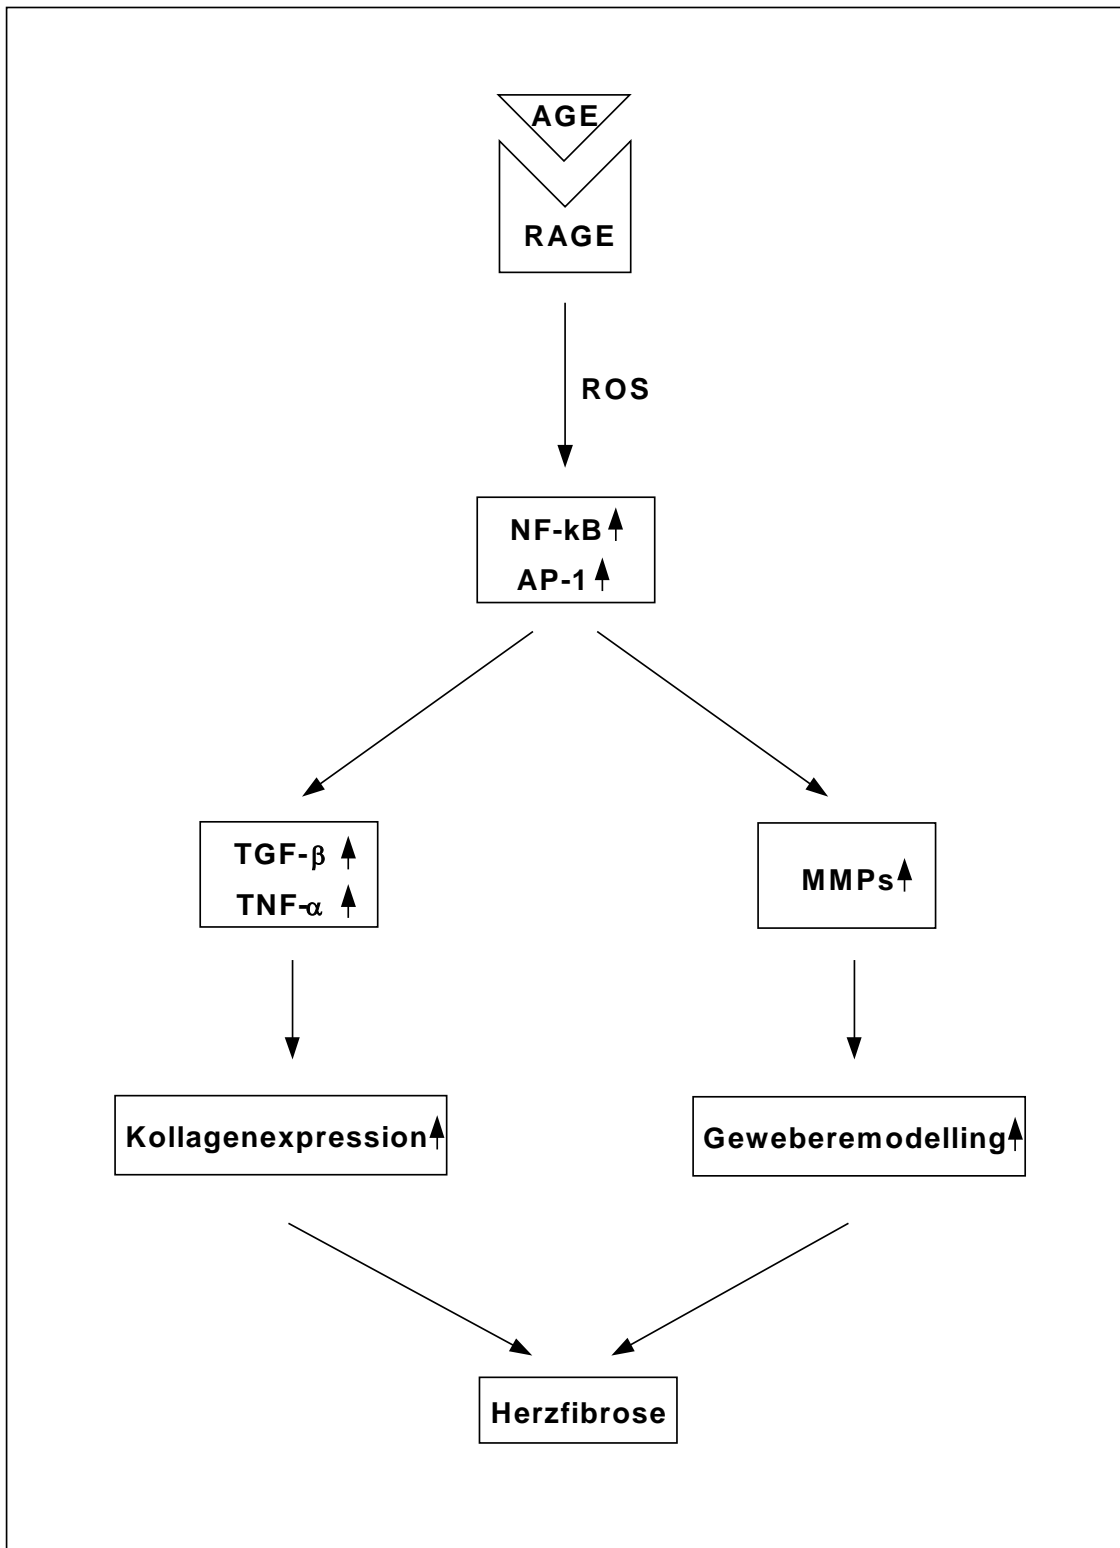 AGE
RAGE
ROS
NF-kB
AP-1
TGF-β
TNF-α
MMPs
Kollagenexpression
Geweberemodelling
Herzfibrose